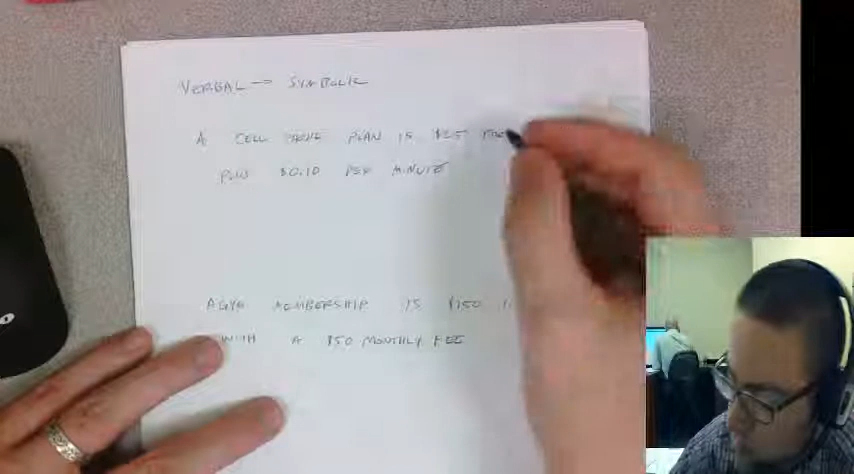 VERBAL → SYMBOLIC
A CELL PHONE PLAN IS $25
PLUS $0.10 PER MINUTE
A GYM MEMBERSHIP IS $150
WITH A $50 MONTHLY FEE